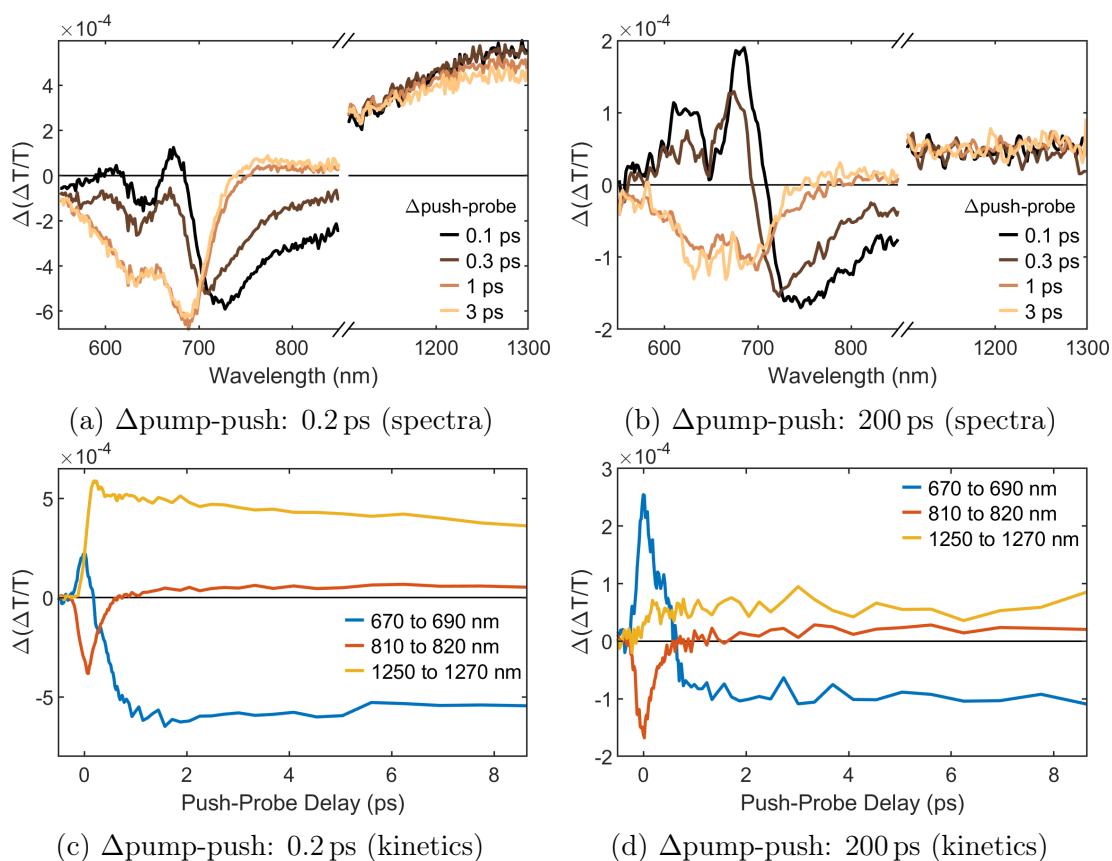 ×10⁻⁴
Δ(ΔT/T)
4
2
0
-2
-4
-6
Δpush-probe
0.1 ps
0.3 ps
1 ps
3 ps
600 700 800 1200 1300
Wavelength (nm)
(a) Δpump-push: 0.2 ps (spectra)
×10⁻⁴
Δ(ΔT/T)
2
1
0
-1
-2
Δpush-probe
0.1 ps
0.3 ps
1 ps
3 ps
600 700 800 1200 1300
Wavelength (nm)
(b) Δpump-push: 200 ps (spectra)
×10⁻⁴
Δ(ΔT/T)
5
0
-5
670 to 690 nm
810 to 820 nm
1250 to 1270 nm
0 2 4 6 8
Push-Probe Delay (ps)
(c) Δpump-push: 0.2 ps (kinetics)
×10⁻⁴
Δ(ΔT/T)
3
2
1
0
-1
-2
670 to 690 nm
810 to 820 nm
1250 to 1270 nm
0 2 4 6 8
Push-Probe Delay (ps)
(d) Δpump-push: 200 ps (kinetics)